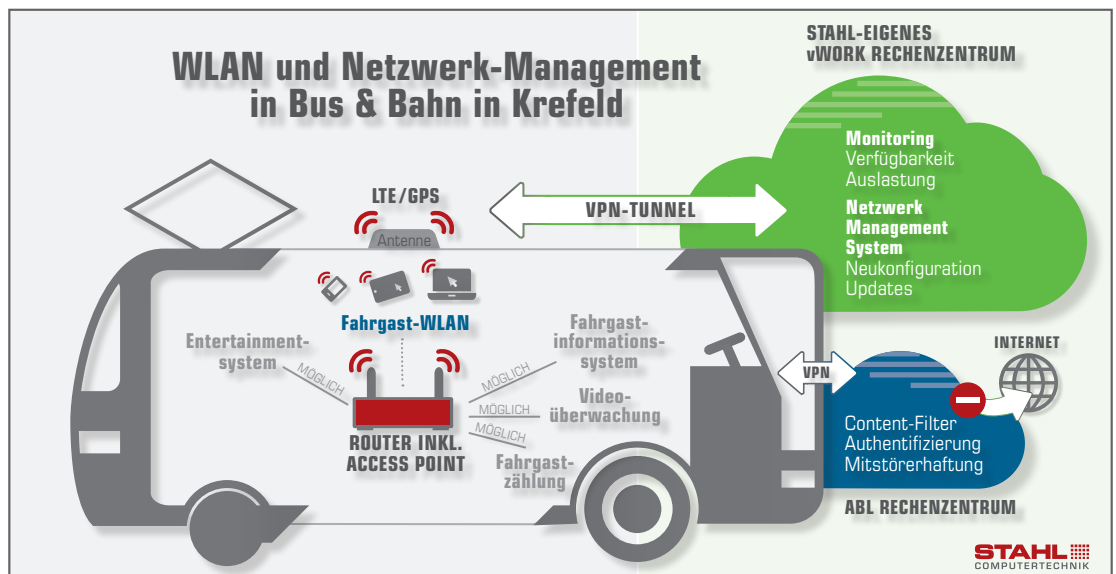 WLAN und Netzwerk-Management
in Bus & Bahn in Krefeld
STAHL-EIGENES
vWORK RECHENZENTRUM
Monitoring
Verfügbarkeit
Auslastung
Netzwerk
Management
System
Neukonfiguration
Updates
LTE/GPS
Antenne
VPN-TUNNEL
Fahrgast-WLAN
Entertainment-
system
MÖGLICH
Fahrgast-
informations-
system
MÖGLICH
Video-
überwachung
MÖGLICH
Fahrgast-
zählung
MÖGLICH
ROUTER INKL.
ACCESS POINT
VPN
INTERNET
Content-Filter
Authentifizierung
Mitstörerhaftung
ABL RECHENZENTRUM
STAHL
COMPUTERTECHNIK